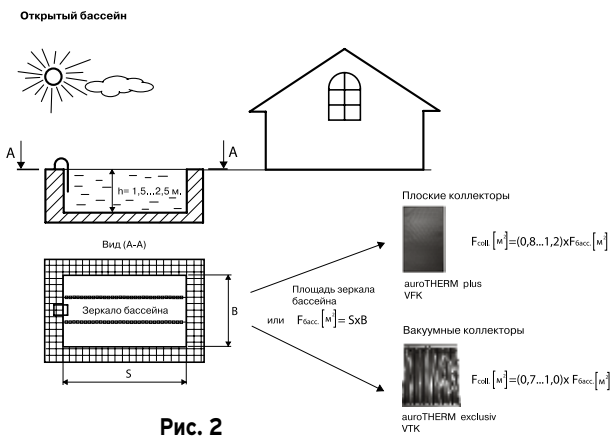 Открытый бассейн
A
A
h= 1,5...2,5 м.
Вид (A-A)
Зеркало бассейна
B
S
Площадь зеркала
бассейна
или Fбасс.[м²] = SxB
Плоские коллекторы
Fcoll.[м²]=(0,8...1,2)xFбасс.[м²]
auroTHERM plus
VFK
Вакуумные коллекторы
Fcoll.[м²]=(0,7...1,0)x Fбасс.[м²]
auroTHERM exclusiv
VTK
Рис. 2